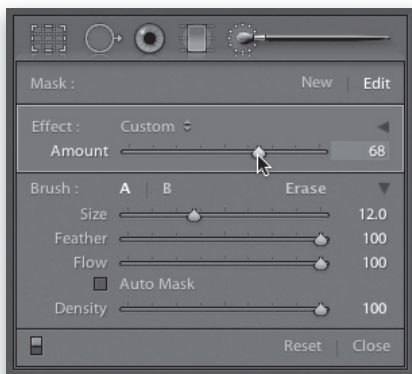 Mask : New | Edit
Effect : Custom
Amount 68
Brush : A | B Erase
Size 12.0
Feather 100
Flow 100
Auto Mask
Density 100
Reset | Close